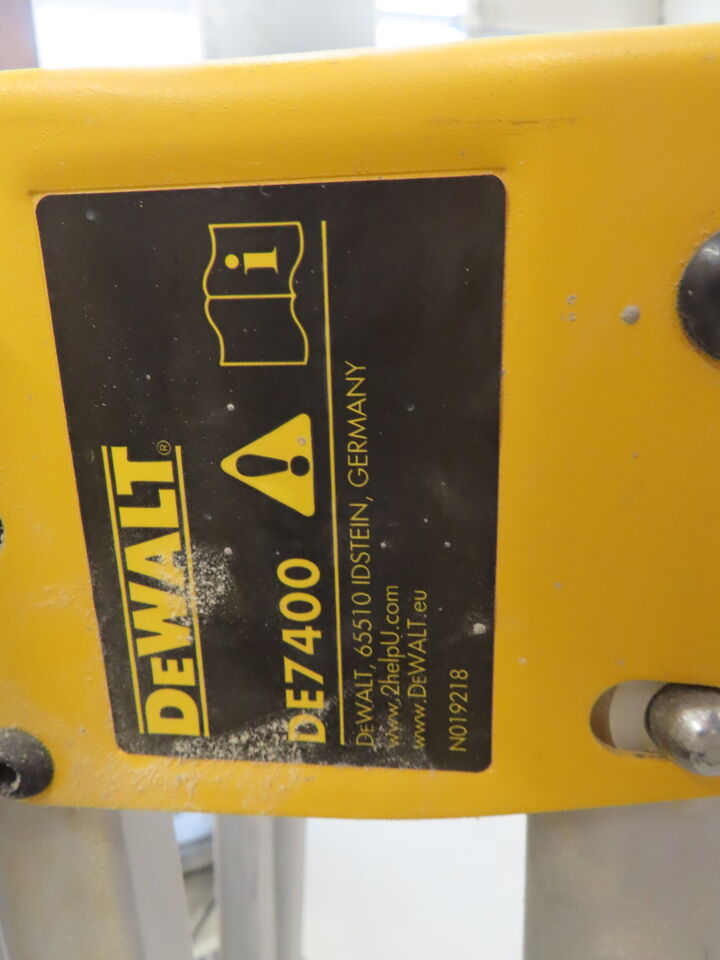 DEWALT®
DE7400
DEWALT, 65510 IDSTEIN, GERMANY
www.2helpU.com
www.DEWALT.eu
N019218